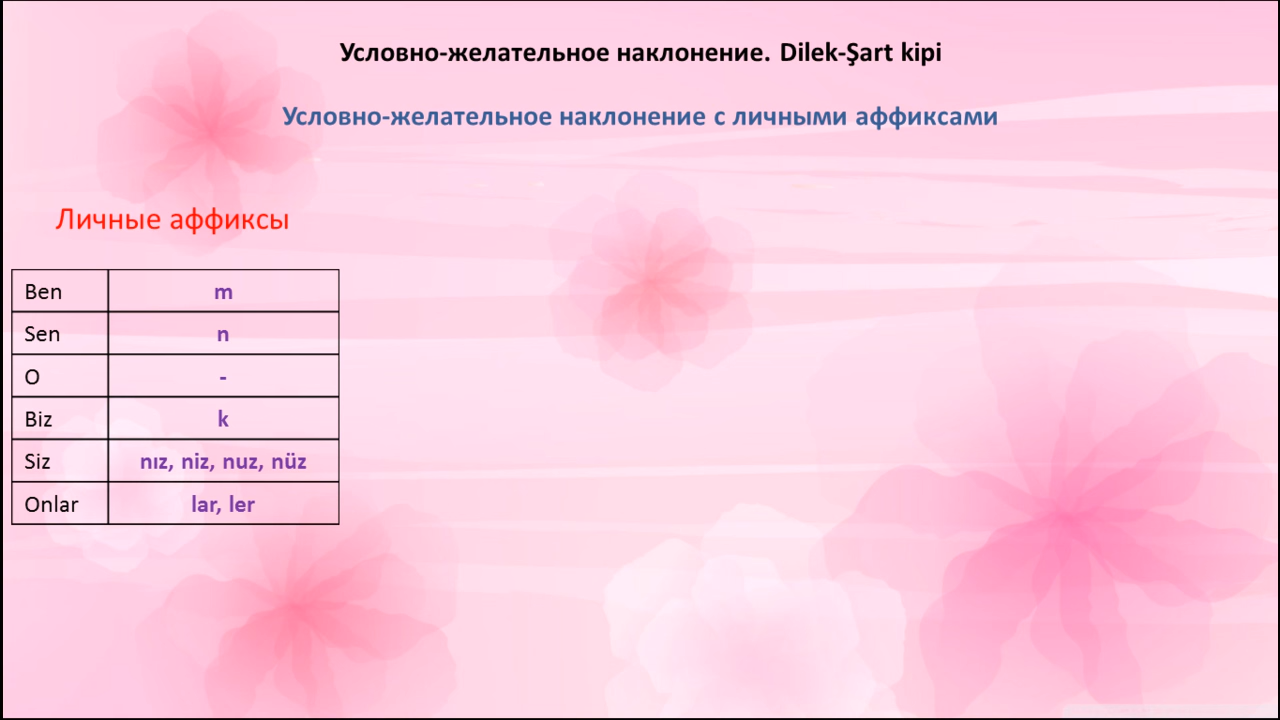 Условно-желательное наклонение. Dilek-Şart kipi
Условно-желательное наклонение с личными аффиксами
Личные аффиксы
Ben m
Sen n
O -
Biz k
Siz nız, niz, nuz, nüz
Onlar lar, ler